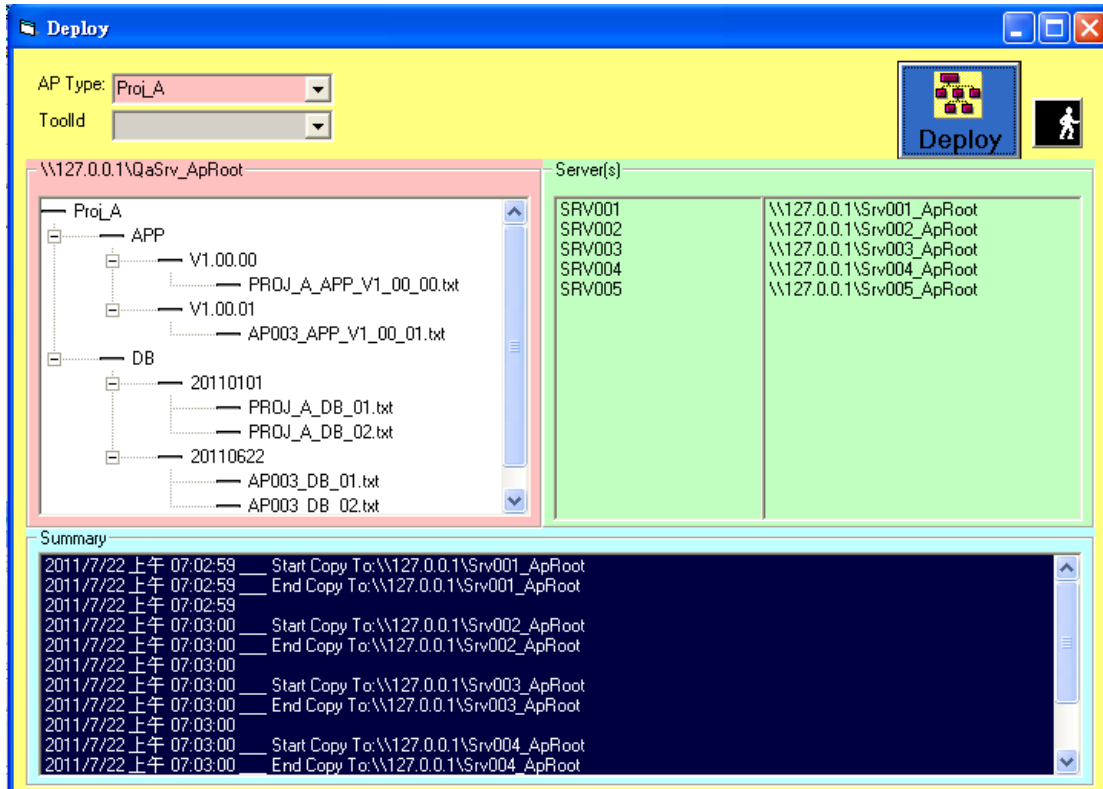 Deploy
AP Type: Proj_A
ToolId
Deploy
\\127.0.0.1\QaSrv_ApRoot
Proj_A
APP
V1.00.00
PROJ_A_APP_V1_00_00.txt
V1.00.01
AP003_APP_V1_00_01.txt
DB
20110101
PROJ_A_DB_01.txt
PROJ_A_DB_02.txt
20110622
AP003_DB_01.txt
AP003_DB_02.txt
Server(s)
SRV001 \\127.0.0.1\Srv001_ApRoot
SRV002 \\127.0.0.1\Srv002_ApRoot
SRV003 \\127.0.0.1\Srv003_ApRoot
SRV004 \\127.0.0.1\Srv004_ApRoot
SRV005 \\127.0.0.1\Srv005_ApRoot
Summary
2011/7/22 上午 07:02:59 ___ Start Copy To:\\127.0.0.1\Srv001_ApRoot
2011/7/22 上午 07:02:59 ___ End Copy To:\\127.0.0.1\Srv001_ApRoot
2011/7/22 上午 07:02:59
2011/7/22 上午 07:03:00 ___ Start Copy To:\\127.0.0.1\Srv002_ApRoot
2011/7/22 上午 07:03:00 ___ End Copy To:\\127.0.0.1\Srv002_ApRoot
2011/7/22 上午 07:03:00
2011/7/22 上午 07:03:00 ___ Start Copy To:\\127.0.0.1\Srv003_ApRoot
2011/7/22 上午 07:03:00 ___ End Copy To:\\127.0.0.1\Srv003_ApRoot
2011/7/22 上午 07:03:00
2011/7/22 上午 07:03:00 ___ Start Copy To:\\127.0.0.1\Srv004_ApRoot
2011/7/22 上午 07:03:00 ___ End Copy To:\\127.0.0.1\Srv004_ApRoot